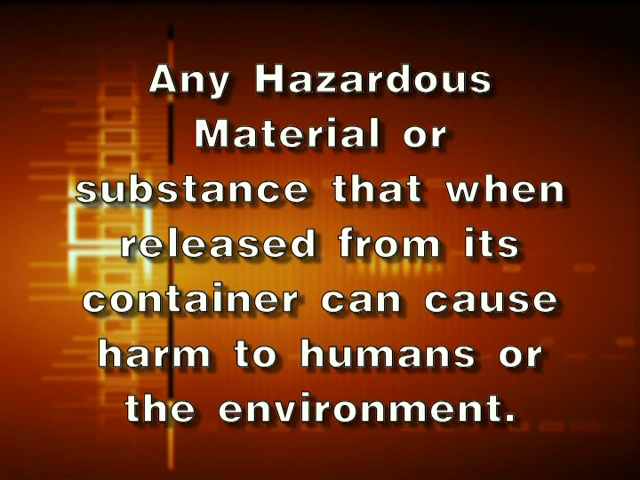 Any Hazardous
Material or
substance that when
released from its
container can cause
harm to humans or
the environment.